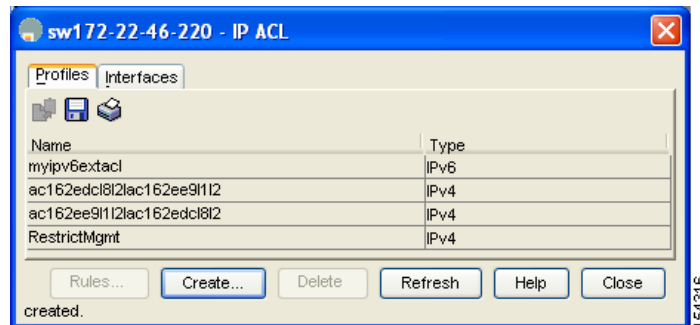 sw172-22-46-220 - IP ACL
Profiles Interfaces
Name Type
myipv6extacl IPv6
ac162edcl8l2lac162ee9l1l2 IPv4
ac162ee9l1l2lac162edcl8l2 IPv4
RestrictMgmt IPv4
Rules... Create... Delete Refresh Help Close
created.